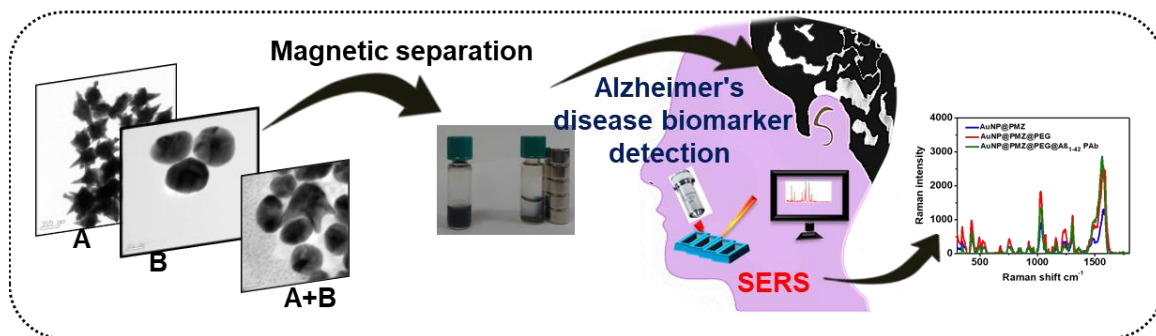 Magnetic separation
A
B
A+B
Alzheimer's
disease biomarker
detection
SERS
AuNP@PMZ
AuNP@PMZ@PEG
AuNP@PMZ@PEG@Aß₁₋₄₂ PAb
Raman intensity
4000
3000
2000
1000
0
500
1000
1500
Raman shift cm⁻¹